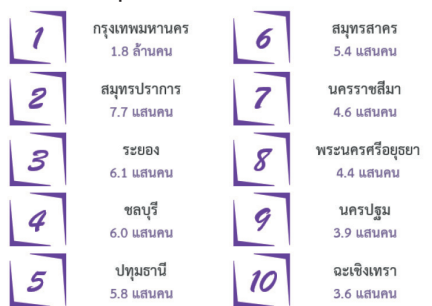 1
กรุงเทพมหานคร
1.8 ล้านคน
2
สมุทรปราการ
7.7 แสนคน
3
ระยอง
6.1 แสนคน
4
ชลบุรี
6.0 แสนคน
5
ปทุมธานี
5.8 แสนคน
6
สมุทรสาคร
5.4 แสนคน
7
นครราชสีมา
4.6 แสนคน
8
พระนครศรีอยุธยา
4.4 แสนคน
9
นครปฐม
3.9 แสนคน
10
ฉะเชิงเทรา
3.6 แสนคน